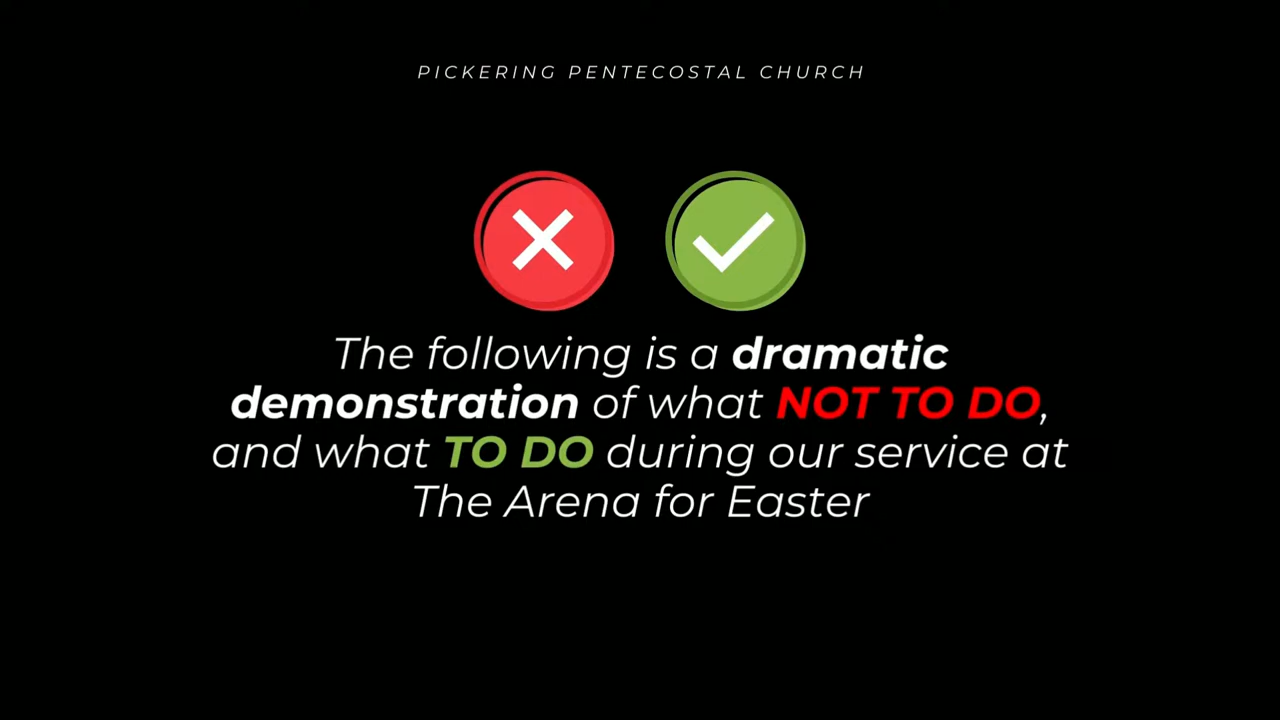 PICKERING PENTECOSTAL CHURCH
The following is a dramatic
demonstration of what NOT TO DO,
and what TO DO during our service at
The Arena for Easter